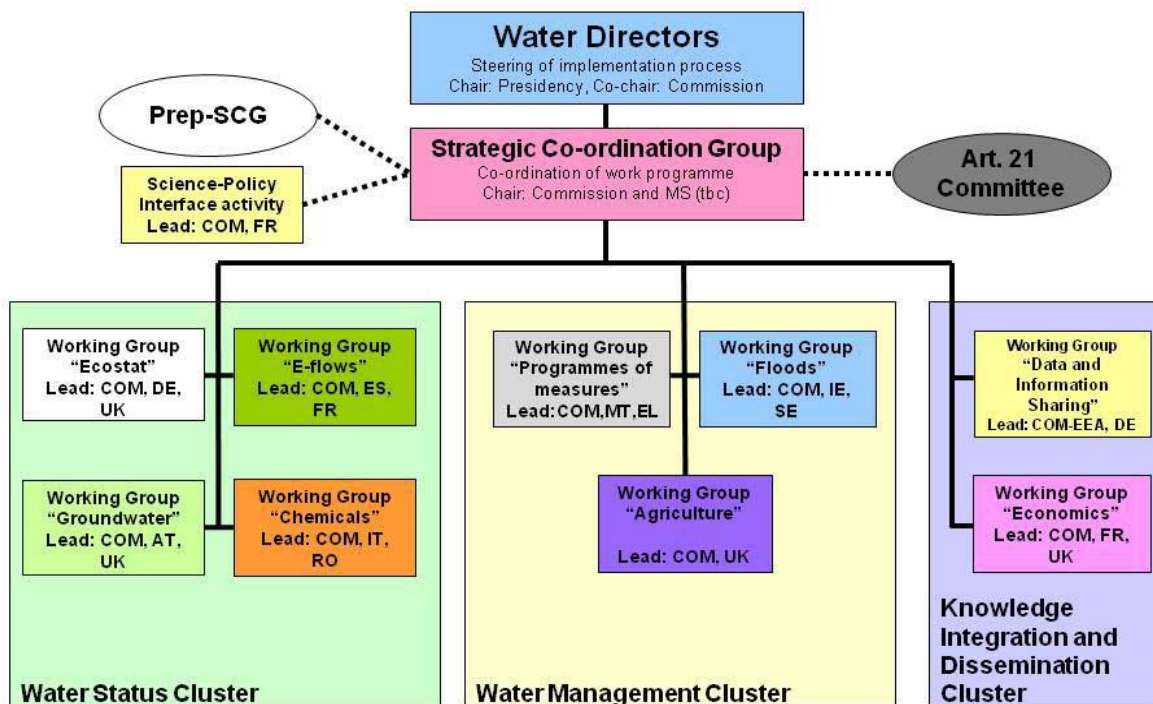 Water Directors
Steering of implementation process
Chair: Presidency, Co-chair: Commission
Prep-SCG
Strategic Co-ordination Group
Co-ordination of work programme
Chair: Commission and MS (tbc)
Art. 21
Committee
Science-Policy
Interface activity
Lead: COM, FR
Working Group
“Ecostat”
Lead: COM, DE,
UK
Working Group
“E-flows”
Lead: COM, ES,
FR
Working Group
“Groundwater”
Lead: COM, AT,
UK
Working Group
“Chemicals”
Lead: COM, IT,
RO
Water Status Cluster
Working Group
“Programmes of
measures”
Lead:COM,MT,EL
Working Group
“Floods”
Lead: COM, IE,
SE
Working Group
“Agriculture”
Lead: COM, UK
Water Management Cluster
Working Group
“Data and
Information
Sharing”
Lead: COM-EEA, DE
Working Group
“Economics”
Lead: COM, FR,
UK
Knowledge
Integration and
Dissemination
Cluster